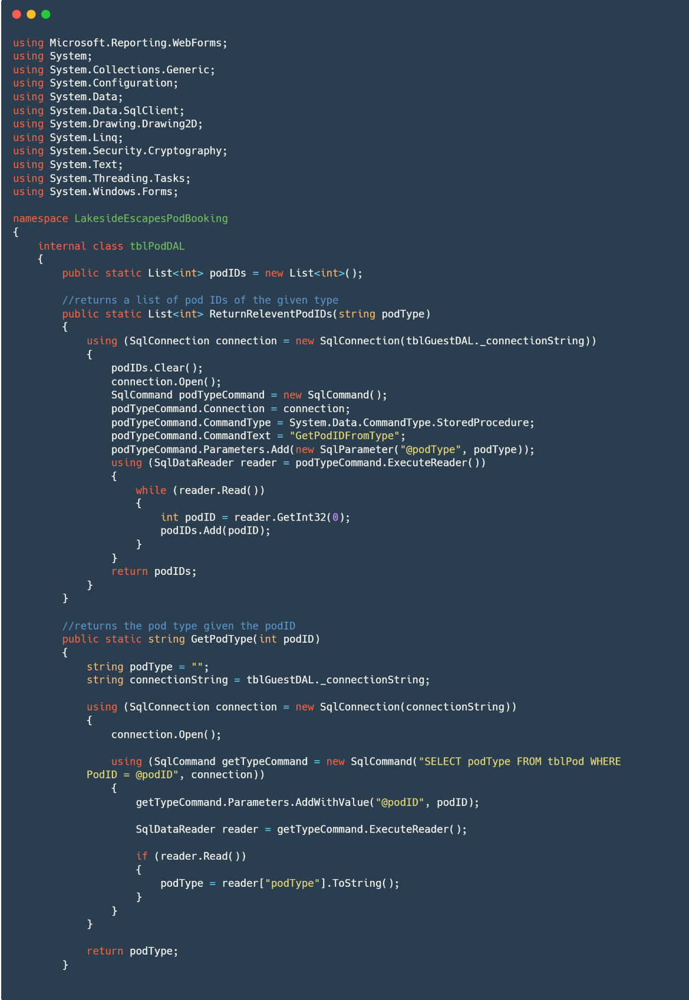 using Microsoft.Reporting.WebForms;
using System;
using System.Collections.Generic;
using System.Configuration;
using System.Data;
using System.Data.SqlClient;
using System.Drawing.Drawing2D;
using System.Linq;
using System.Security.Cryptography;
using System.Text;
using System.Threading.Tasks;
using System.Windows.Forms;

namespace LakesideEscapesPodBooking
{
    internal class tblPodDAL
    {
        public static List<int> podIDs = new List<int>();

        //returns a list of pod IDs of the given type
        public static List<int> ReturnReleventPodIDs(string podType)
        {
            using (SqlConnection connection = new SqlConnection(tblGuestDAL._connectionString))
            {
                podIDs.Clear();
                connection.Open();
                SqlCommand podTypeCommand = new SqlCommand();
                podTypeCommand.Connection = connection;
                podTypeCommand.CommandType = System.Data.CommandType.StoredProcedure;
                podTypeCommand.CommandText = "GetPodIDFromType";
                podTypeCommand.Parameters.Add(new SqlParameter("@podType", podType));
                using (SqlDataReader reader = podTypeCommand.ExecuteReader())
                {
                    while (reader.Read())
                    {
                        int podID = reader.GetInt32(0);
                        podIDs.Add(podID);
                    }
                }
                return podIDs;
            }
        }

        //returns the pod type given the podID
        public static string GetPodType(int podID)
        {
            string podType = "";
            string connectionString = tblGuestDAL._connectionString;

            using (SqlConnection connection = new SqlConnection(connectionString))
            {
                connection.Open();

                using (SqlCommand getTypeCommand = new SqlCommand("SELECT podType FROM tblPod WHERE
            PodID = @podID", connection))
                {
                    getTypeCommand.Parameters.AddWithValue("@podID", podID);

                    SqlDataReader reader = getTypeCommand.ExecuteReader();

                    if (reader.Read())
                    {
                        podType = reader["podType"].ToString();
                    }
                }
            }

            return podType;
        }